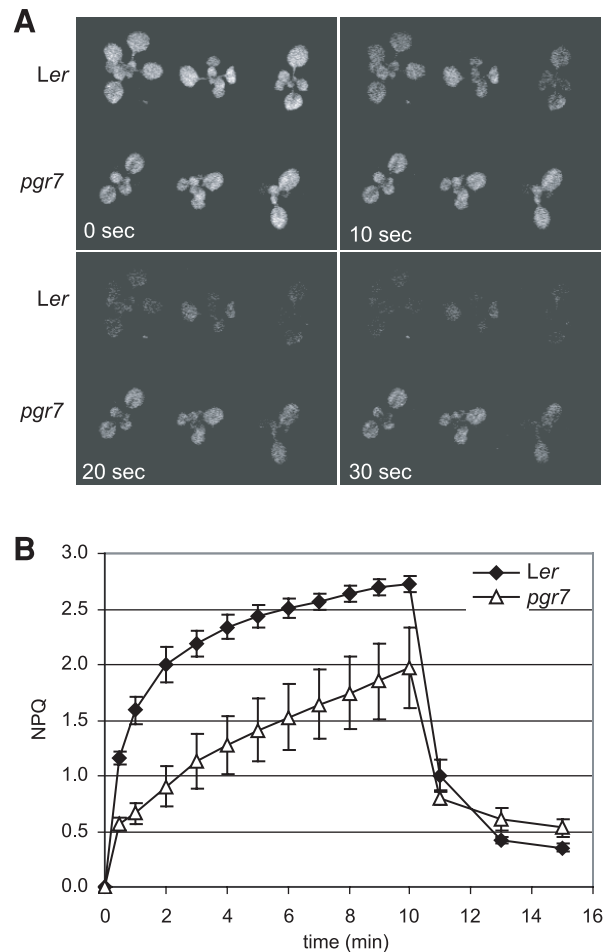 A
Ler
pgr7
0 sec
10 sec
Ler
pgr7
20 sec
30 sec
B
3.0
2.5
2.0
1.5
1.0
0.5
0.0
NPQ
Ler
pgr7
0 2 4 6 8 10 12 14 16
time (min)